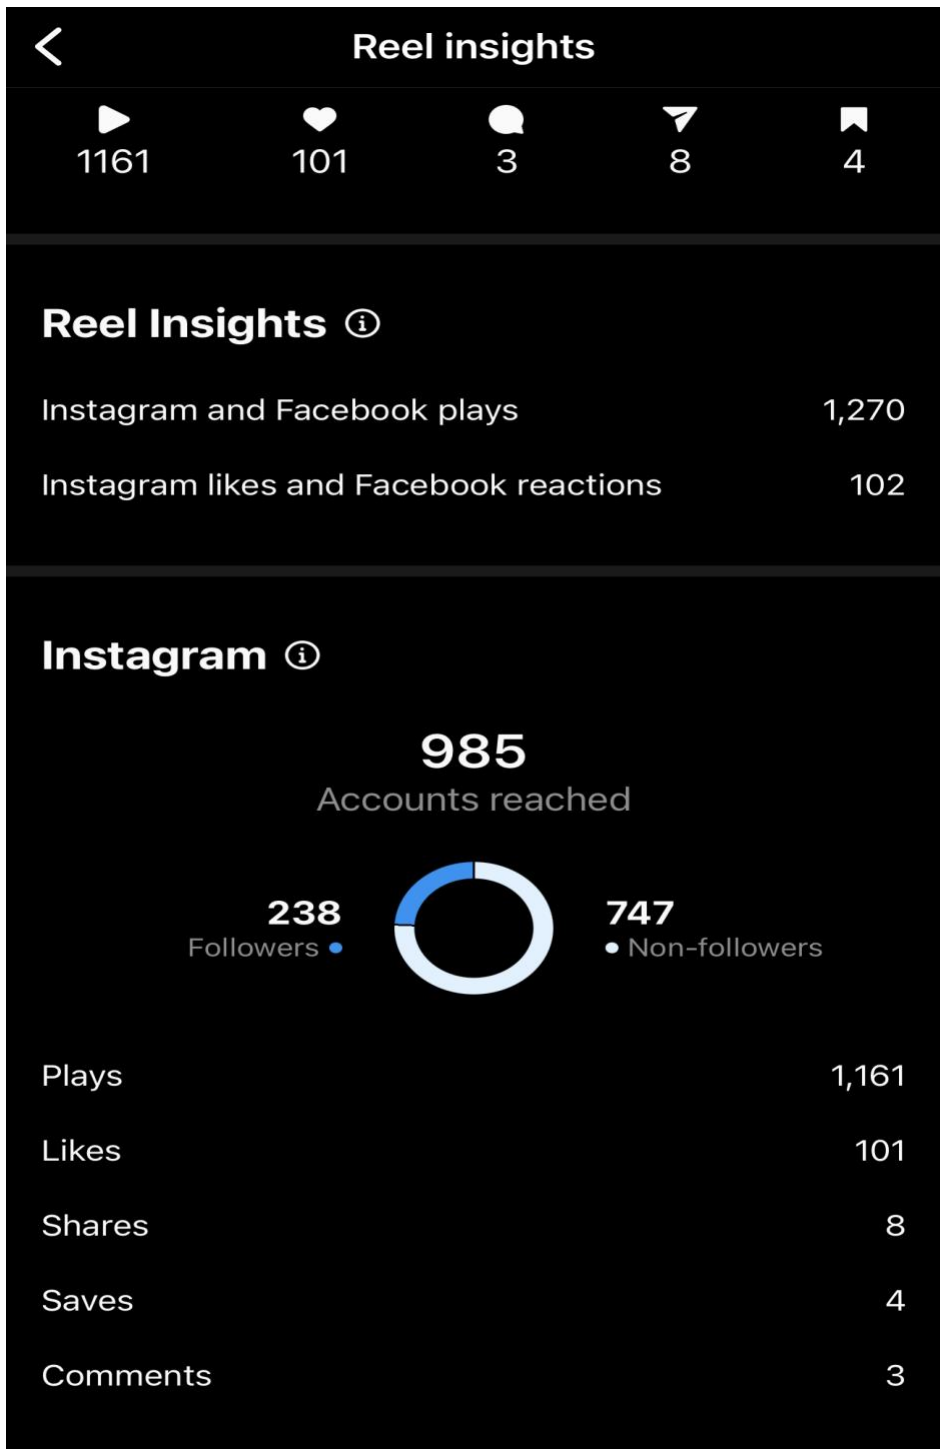 Reel insights
1161 101 3 8 4
Reel Insights
Instagram and Facebook plays 1,270
Instagram likes and Facebook reactions 102
Instagram
985
Accounts reached
238 747
Followers Non-followers
Plays 1,161
Likes 101
Shares 8
Saves 4
Comments 3